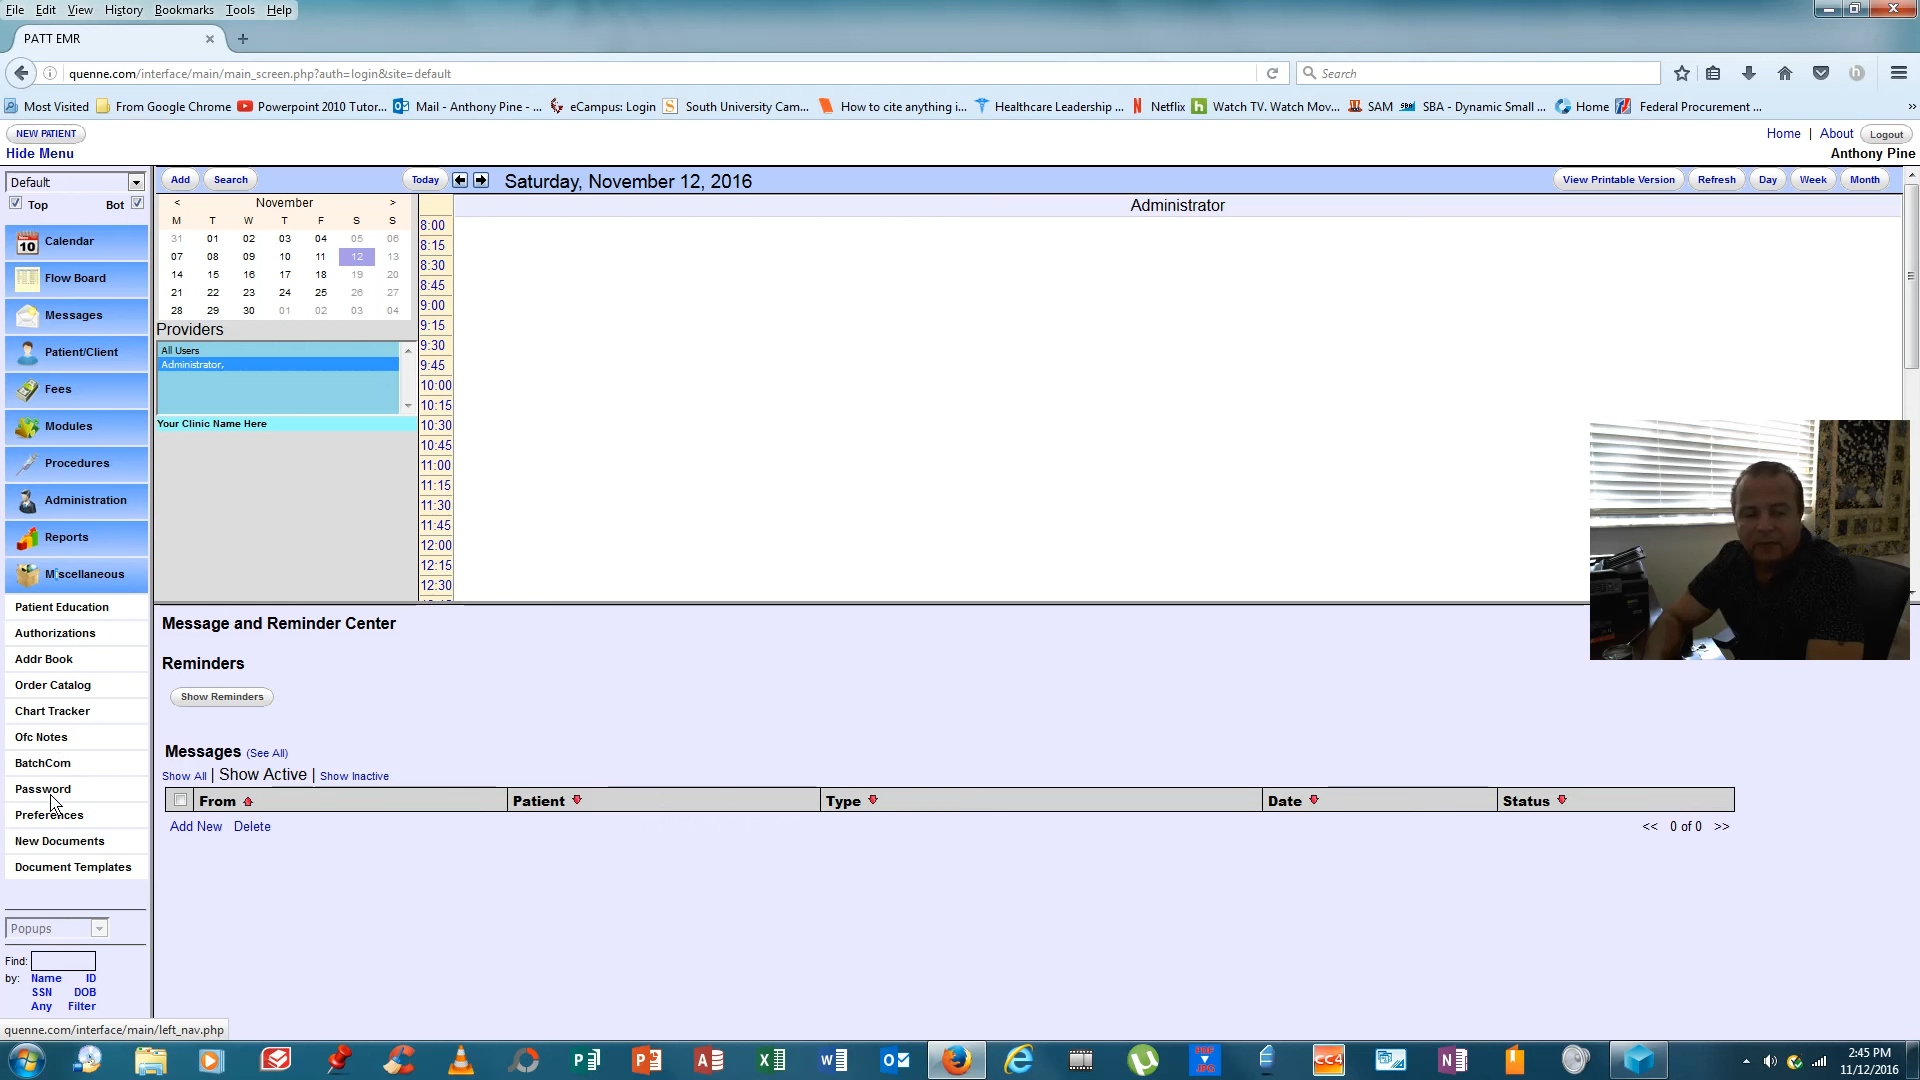 File Edit View History Bookmarks Tools Help
PATT EMR
quenne.com/interface/main/main_screen.php?auth=login&site=default
Search
Most Visited From Google Chrome Powerpoint 2010 Tutor... Mail - Anthony Pine - ... eCampus: Login South University Cam... How to cite anything i... Healthcare Leadership ... Netflix Watch TV. Watch Mov... SAM SBA - Dynamic Small ... Home Federal Procurement ... »
NEW PATIENT
Home | About Logout
Hide Menu
Anthony Pine
Default
Top Bot
Calendar
Flow Board
Messages
Patient/Client
Fees
Modules
Procedures
Administration
Reports
Miscellaneous
Patient Education
Authorizations
Addr Book
Order Catalog
Chart Tracker
Ofc Notes
BatchCom
Password
Preferences
New Documents
Document Templates
Popups
Find:
by: Name ID
SSN DOB
Any Filter
quenne.com/interface/main/left_nav.php
Add Search Today Saturday, November 12, 2016 View Printable Version Refresh Day Week Month
< November >
M T W T F S S
31 01 02 03 04 05 06
07 08 09 10 11 12 13
14 15 16 17 18 19 20
21 22 23 24 25 26 27
28 29 30 01 02 03 04
Providers
All Users
Administrator,
Your Clinic Name Here
Administrator
8:00
8:15
8:30
8:45
9:00
9:15
9:30
9:45
10:00
10:15
10:30
10:45
11:00
11:15
11:30
11:45
12:00
12:15
12:30
Message and Reminder Center
Reminders
Show Reminders
Messages (See All)
Show All | Show Active | Show Inactive
From Patient Type Date Status
Add New Delete << 0 of 0 >>
2:45 PM
11/12/2016